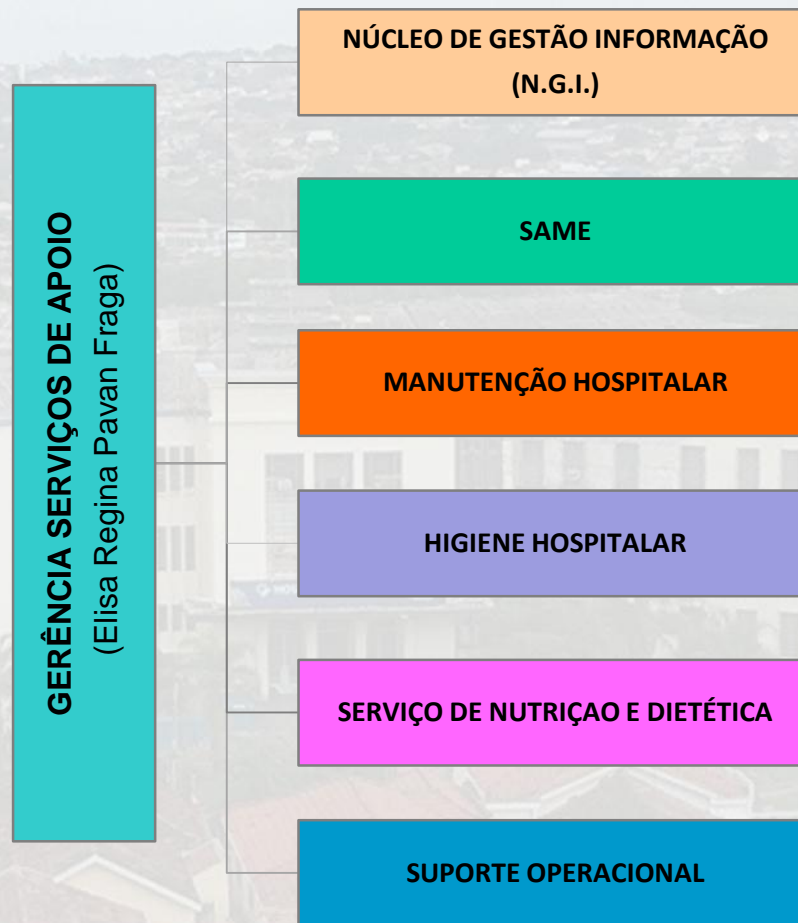 GERÊNCIA SERVIÇOS DE APOIO
(Elisa Regina Pavan Fraga)
NÚCLEO DE GESTÃO INFORMAÇÃO
(N.G.I.)
SAME
MANUTENÇÃO HOSPITALAR
HIGIENE HOSPITALAR
SERVIÇO DE NUTRIÇAO E DIETÉTICA
SUPORTE OPERACIONAL